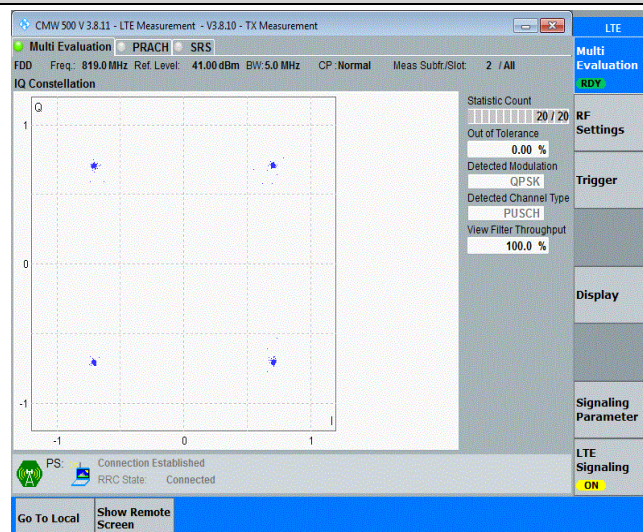 CMW 500 V 3.8.11 - LTE Measurement - V3.8.10 - TX Measurement
LTE
Multi Evaluation PRACH SRS
Multi
Evaluation
RDY
FDD Freq.: 819.0 MHz Ref. Level: 41.00 dBm BW: 5.0 MHz CP : Normal Meas Subfr./Slot: 2 / All
IQ Constellation
Q
1
0
-1
I
-1 0 1
Statistic Count
20 / 20
Out of Tolerance
0.00 %
Detected Modulation
QPSK
Detected Channel Type
PUSCH
View Filter Throughput
100.0 %
RF
Settings
Trigger
Display
Signaling
Parameter
LTE
Signaling
ON
PS: Connection Established
RRC State: Connected
Go To Local
Show Remote
Screen